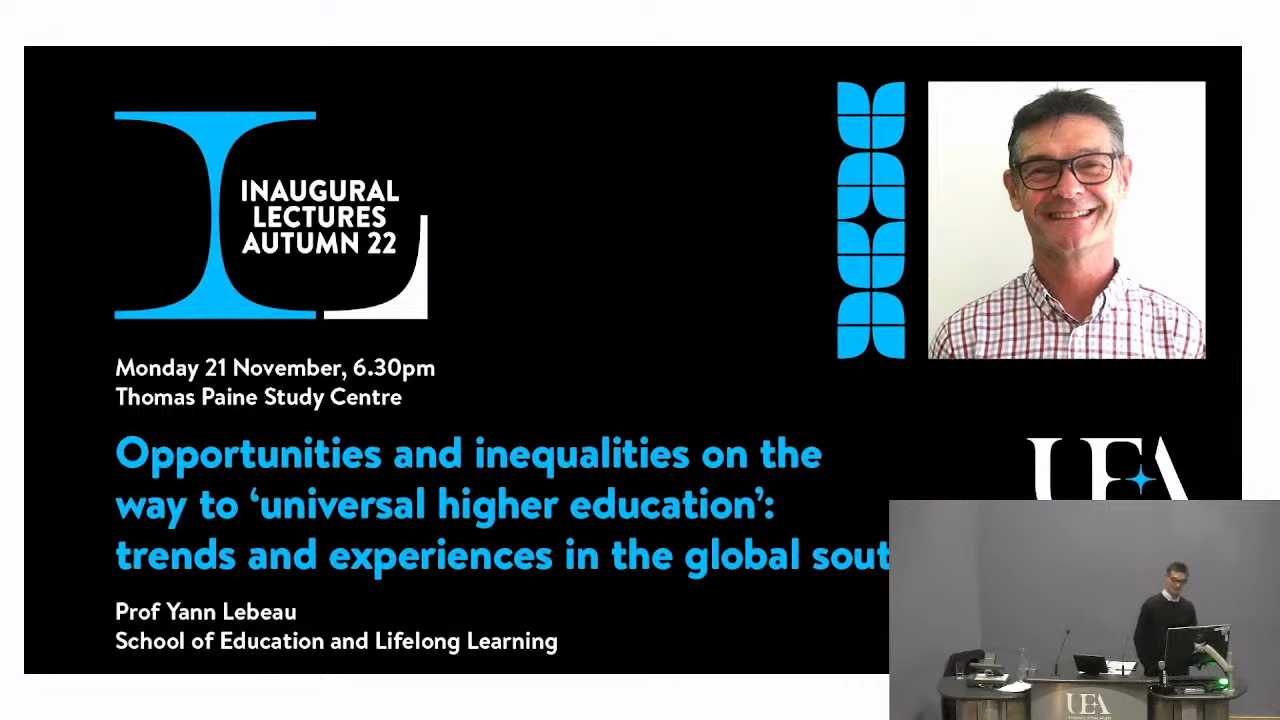 INAUGURAL
LECTURES
AUTUMN 22
Monday 21 November, 6.30pm
Thomas Paine Study Centre
Opportunities and inequalities on the
way to ‘universal higher education’:
trends and experiences in the global sout
Prof Yann Lebeau
School of Education and Lifelong Learning
UEA
UEA